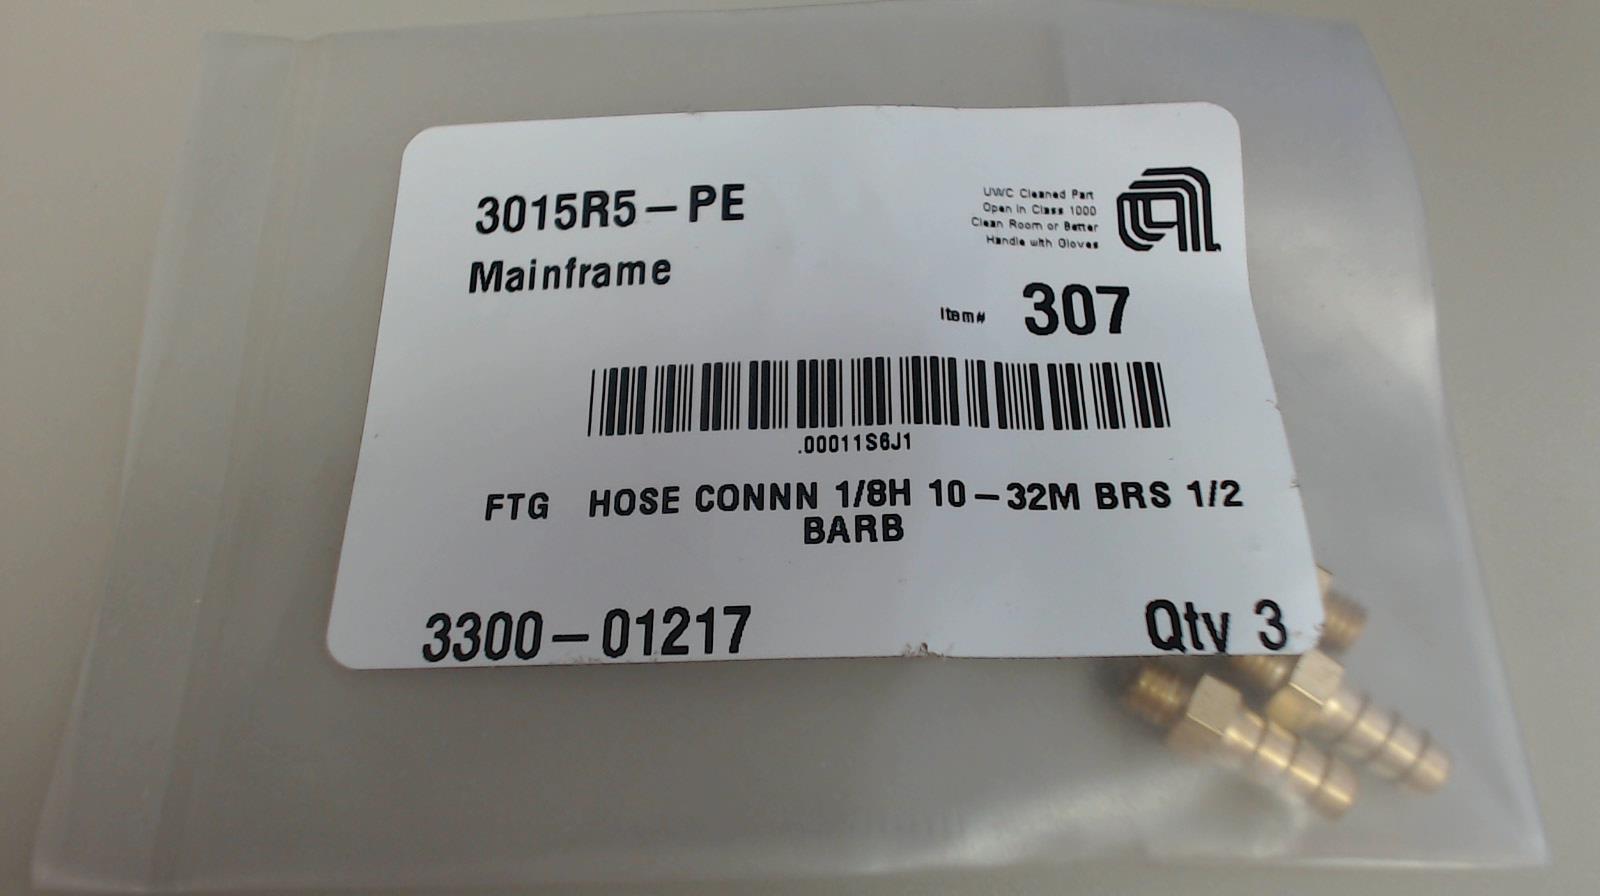 3015R5-PE
Mainframe
UWC Cleaned Part
Open in Class 1000
Clean Room or Better
Handle with Gloves
Item# 307
.00011S6J1
FTG HOSE CONNN 1/8H 10-32M BRS 1/2
BARB
3300-01217
Qty 3